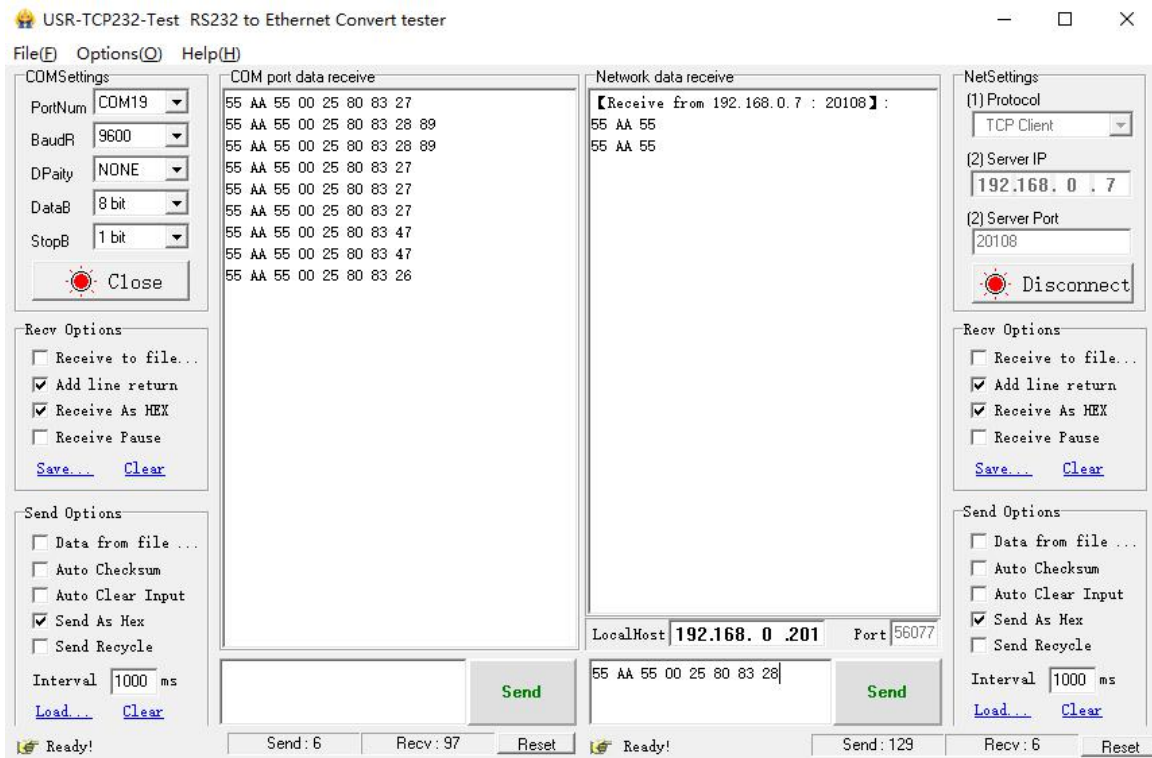 USR-TCP232-Test RS232 to Ethernet Convert tester
File(F) Options(O) Help(H)
COMSettings
PortNum COM19
BaudR 9600
DPaity NONE
DataB 8 bit
StopB 1 bit
Close
Recv Options
Receive to file...
Add line return
Receive As HEX
Receive Pause
Save... Clear
Send Options
Data from file ...
Auto Checksum
Auto Clear Input
Send As Hex
Send Recycle
Interval 1000 ms
Load... Clear
COM port data receive
55 AA 55 00 25 80 83 27
55 AA 55 00 25 80 83 28 89
55 AA 55 00 25 80 83 28 89
55 AA 55 00 25 80 83 27
55 AA 55 00 25 80 83 27
55 AA 55 00 25 80 83 27
55 AA 55 00 25 80 83 47
55 AA 55 00 25 80 83 47
55 AA 55 00 25 80 83 26
Send
Network data receive
【Receive from 192.168.0.7 : 20108】:
55 AA 55
55 AA 55
LocalHost 192.168. 0 .201 Port 56077
55 AA 55 00 25 80 83 28
Send
NetSettings
(1) Protocol
TCP Client
(2) Server IP
192.168. 0 . 7
(2) Server Port
20108
Disconnect
Recv Options
Receive to file...
Add line return
Receive As HEX
Receive Pause
Save... Clear
Send Options
Data from file ...
Auto Checksum
Auto Clear Input
Send As Hex
Send Recycle
Interval 1000 ms
Load... Clear
Ready! Send : 6 Recv : 97 Reset
Ready! Send : 129 Recv : 6 Reset